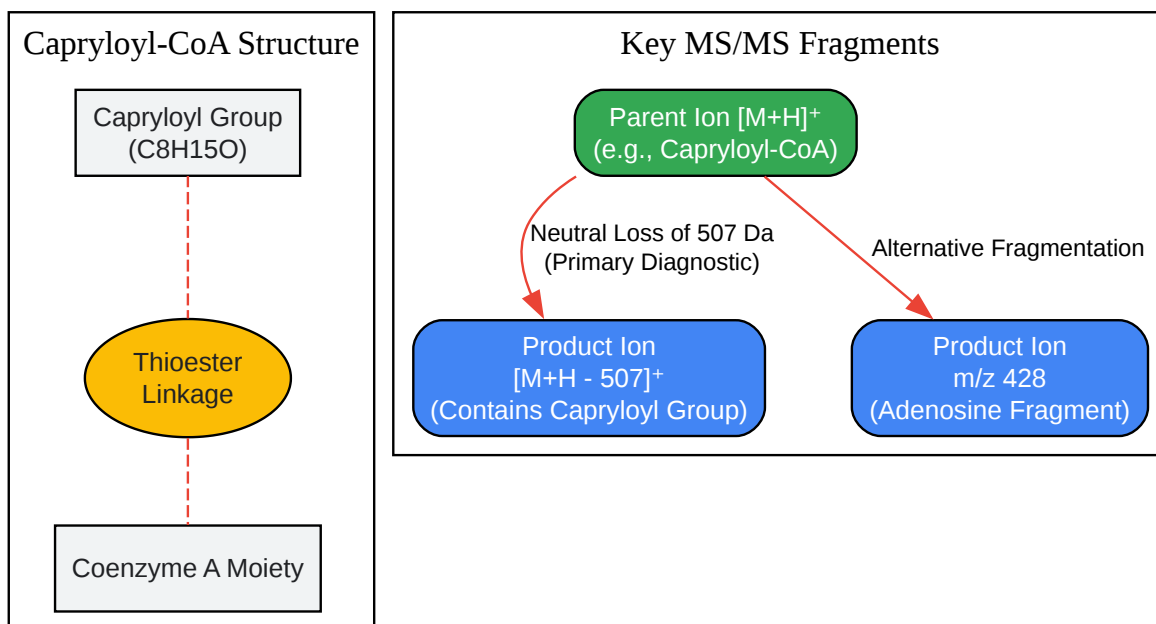 Capryloyl-CoA Structure
Capryloyl Group
(C8H15O)
Thioester
Linkage
Coenzyme A Moiety
Key MS/MS Fragments
Parent Ion [M+H]⁺
(e.g., Capryloyl-CoA)
Neutral Loss of 507 Da
(Primary Diagnostic)
Alternative Fragmentation
Product Ion
[M+H - 507]⁺
(Contains Capryloyl Group)
Product Ion
m/z 428
(Adenosine Fragment)